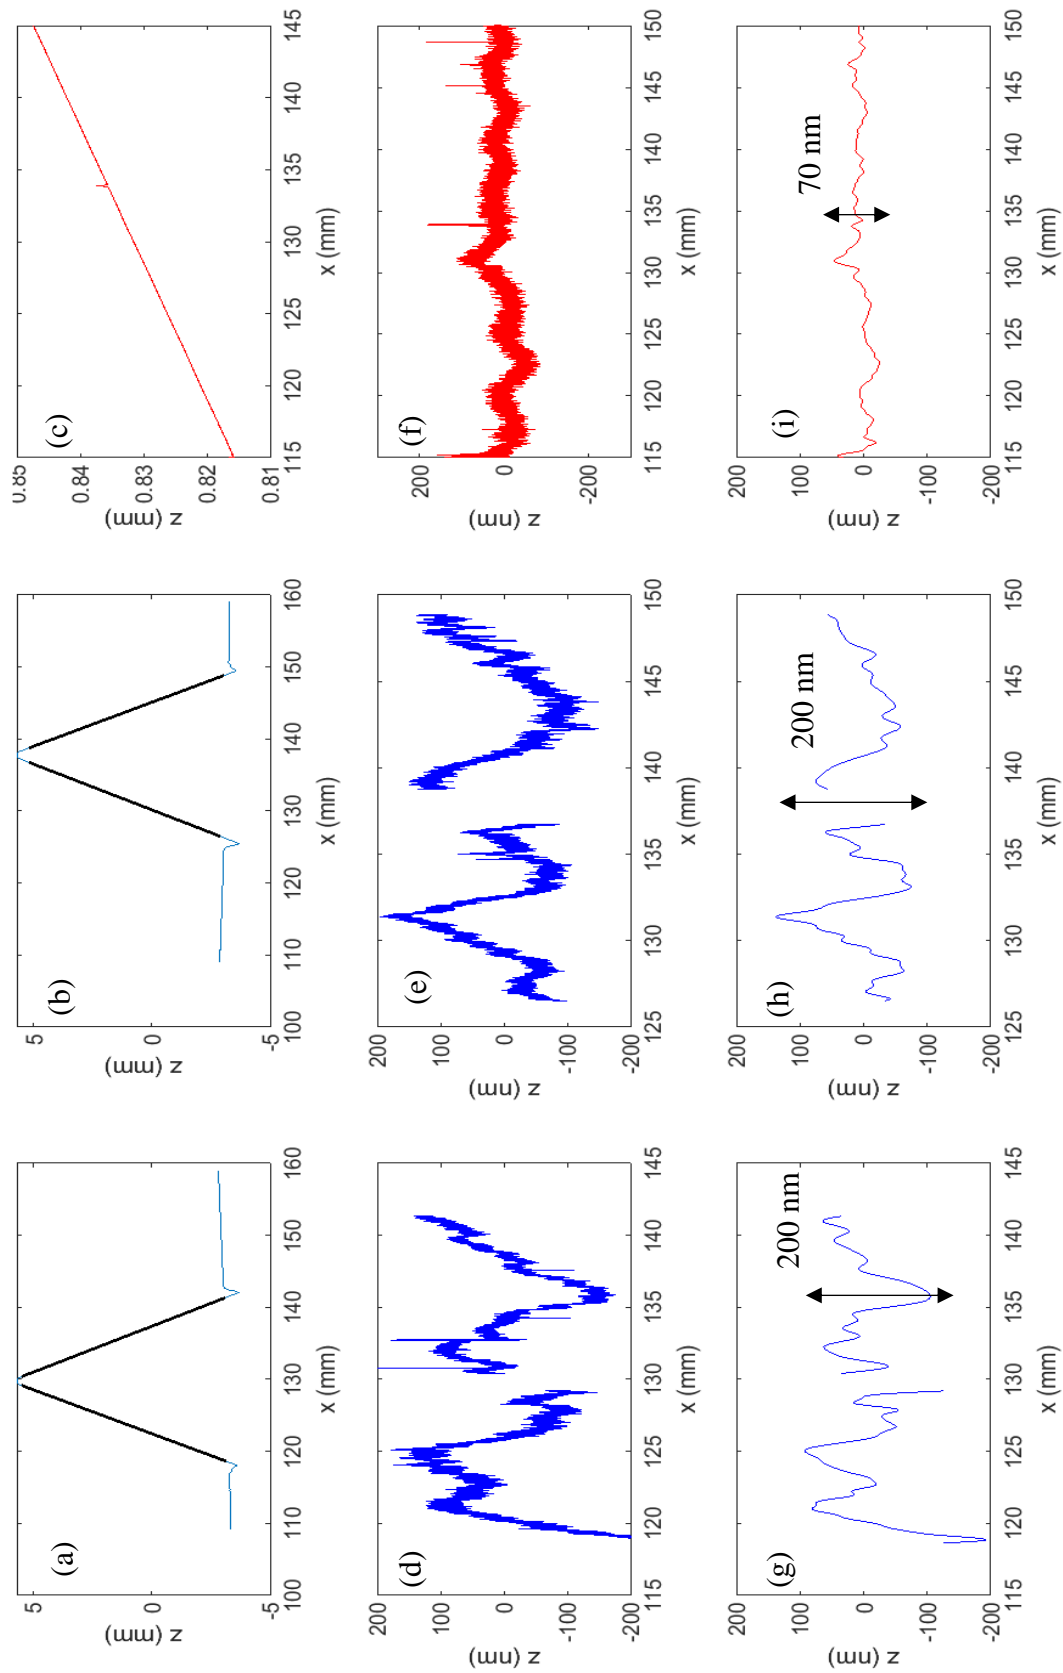 (a)
z (mm)
5
0
-5
100 110 120 130 140 150 160
x (mm)
(b)
z (mm)
5
0
-5
100 110 120 130 140 150 160
x (mm)
(c)
z (mm)
0.85
0.84
0.83
0.82
0.81
115 120 125 130 135 140 145
x (mm)
(d)
z (nm)
200
100
0
-100
-200
115 120 125 130 135 140 145
x (mm)
(e)
z (nm)
200
100
0
-100
-200
125 130 135 140 145 150
x (mm)
(f)
z (nm)
200
0
-200
115 120 125 130 135 140 145 150
x (mm)
(g)
200 nm
z (nm)
200
100
0
-100
-200
115 120 125 130 135 140 145
x (mm)
(h)
200 nm
z (nm)
200
100
0
-100
-200
125 130 135 140 145 150
x (mm)
(i)
70 nm
z (nm)
200
100
0
-100
-200
115 120 125 130 135 140 145 150
x (mm)